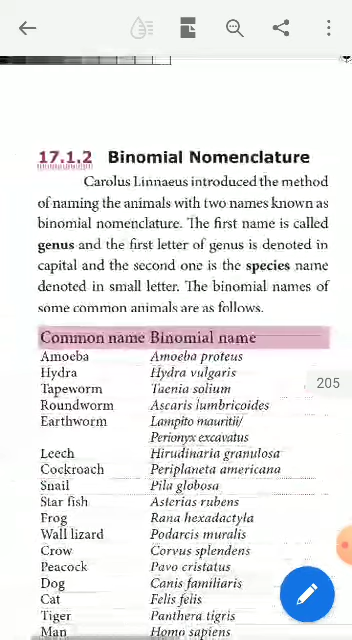 17.1.2 Binomial Nomenclature
Carolus Linnaeus introduced the method
of naming the animals with two names known as
binomial nomenclature. The first name is called
genus and the first letter of genus is denoted in
capital and the second one is the species name
denoted in small letter. The binomial names of
some common animals are as follows.
Common name Binomial name
Amoeba Amoeba proteus
Hydra Hydra vulgaris
Tapeworm Taenia solium
205
Roundworm Ascaris lumbricoides
Earthworm Lampito mauritii/
Perionyx excavatus
Leech Hirudinaria granulosa
Cockroach Periplaneta americana
Snail Pila globosa
Star fish Asterias rubens
Frog Rana hexadactyla
Wall lizard Podarcis muralis
Crow Corvus splendens
Peacock Pavo cristatus
Dog Canis familiaris
Cat Felis felis
Tiger Panthera tigris
Man Homo sapiens